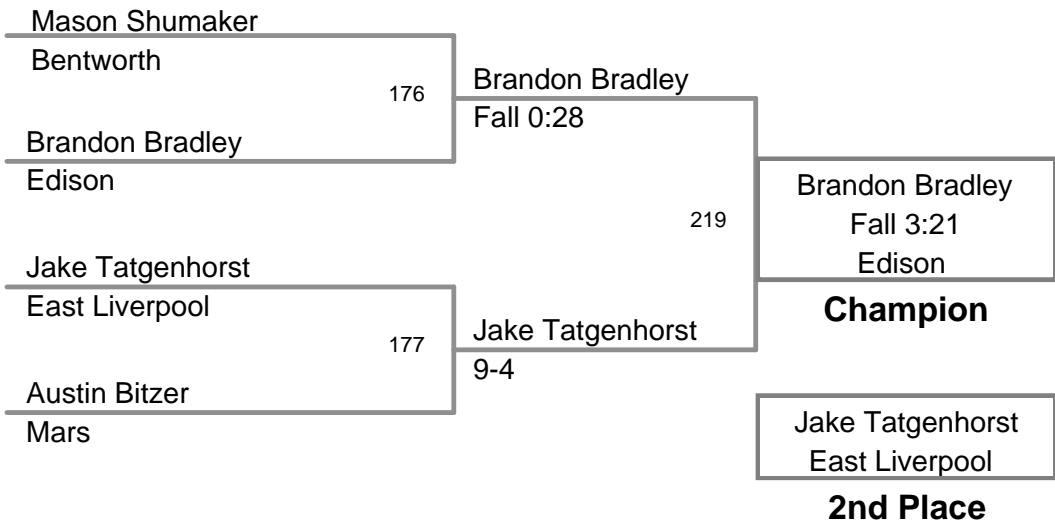 Mason Shumaker
Bentworth
176
Brandon Bradley
Edison
Brandon Bradley
Fall 0:28
Jake Tatgenhorst
East Liverpool
177
Austin Bitzer
Mars
Jake Tatgenhorst
9-4
219
Brandon Bradley
Fall 3:21
Edison
Champion
Jake Tatgenhorst
East Liverpool
2nd Place